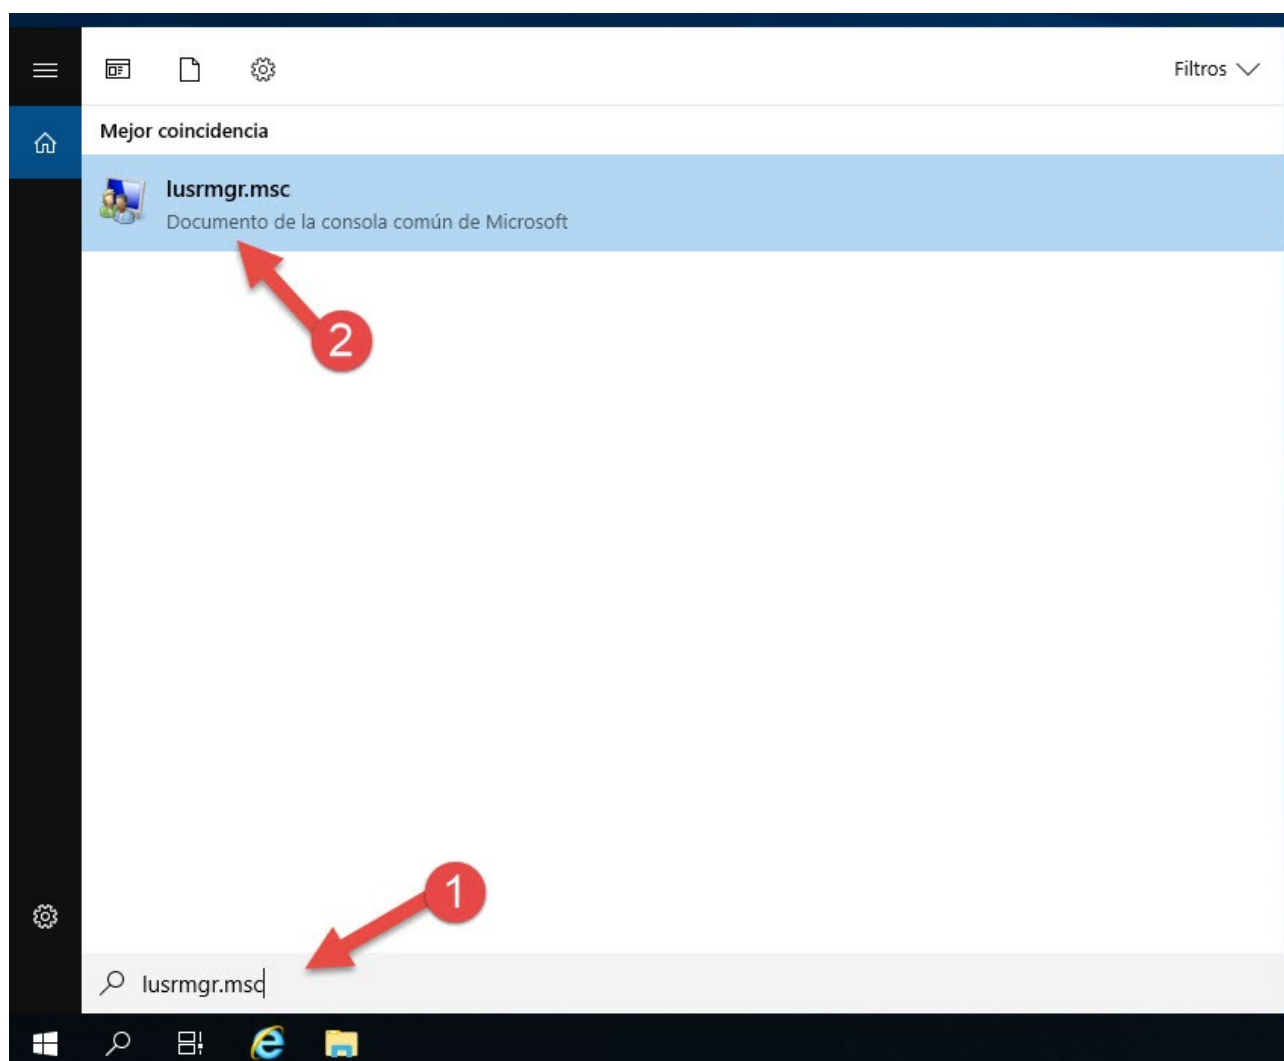 Filtros
Mejor coincidencia
lusrmgr.msc
Documento de la consola común de Microsoft
2
1
lusrmgr.msc